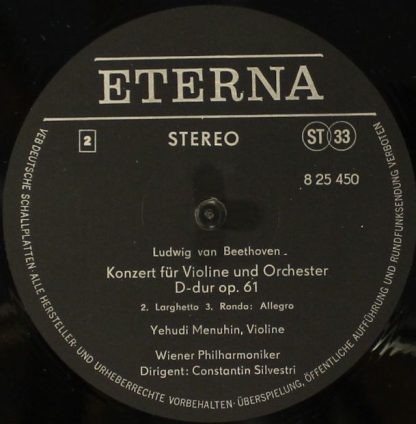 ETERNA
2
STEREO
ST 33
8 25 450
Ludwig van Beethoven
Konzert für Violine und Orchester
D-dur op. 61
2. Larghetto 3. Rondo: Allegro
Yehudi Menuhin, Violine
Wiener Philharmoniker
Dirigent: Constantin Silvestri
VEB DEUTSCHE SCHALLPLATTEN · ALLE HERSTELLER- UND URHEBERRECHTE VORBEHALTEN · ÜBERSPIELUNG, ÖFFENTLICHE AUFFÜHRUNG UND RUNDFUNKSENDUNG VERBOTEN